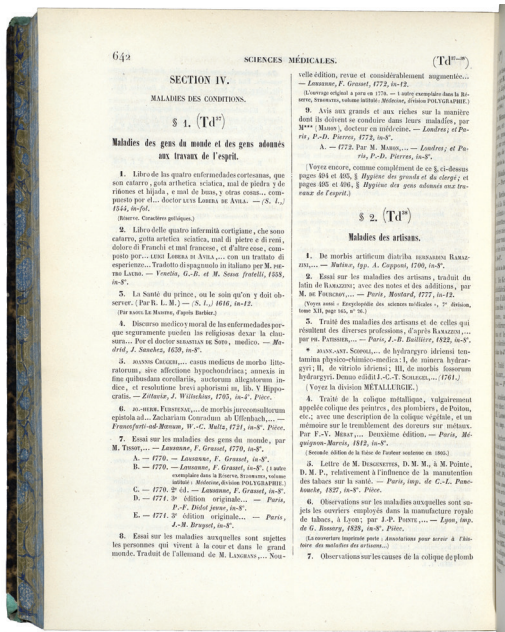 642
SCIENCES MÉDICALES.
SECTION IV.
MALADIES DES CONDITIONS.
§ 1. (Td³⁷)
Maladies des gens du monde et des gens adonnés
aux travaux de l'esprit.
1. Libro de las quatre enfermedades cortesanas, que
son catarro, gota arthetica sciatica, mal de piedra y de
riñones et hijada, e mal de buas, y otras cosas... com-
puesto por el... doctor LUYS LOBERA DE AVILA. — (S. l.,)
1544, in-fol.
(Réserve. Caractères gothiques.)
2. Libro delle quatro infermità cortigiane, che sono
catarro, gotta artetica sciatica, mal di pietre e di reni,
dolore di Franchi et mal francese, et d'altre cose, com-
posto por... LUIGI LOBERA DI AVILA,... con un trattato di
esperienze... Tradotto di spagnuolo in italiano per M. PIE-
TRO LAURO. — Venetia, G.-B. et M. Sessa fratelli, 1558,
in-8°.
3. La Santé du prince, ou le soin qu'on y doit ob-
server. (Par R. L. M.) — (S. l.,) 1616, in-12.
(Par RAOUL LE MAISTRE, d'après Barbier.)
4. Discurso medico y moral de las enfermedades por-
que seguramente pueden las religiosas dexar la clau-
sura... Por el doctor SEBASTIAN DE SOTO, medico. — Ma-
drid, J. Sanchez, 1639, in-8°.
5. JOANNIS CRUGERI,... casus medicus de morbo litte-
ratorum, sive affectione hypochondriaca; annexis in
fine quibusdam corollariis, auctorum allegatorum in-
dice, et resolutione brevi aphorismi III, lib. V Hippo-
cratis. — Zittaviæ, J. Wilischius, 1703, in-4°. Pièce.
6. JO.-HERM. FURSTENAU,... de morbis jurisconsultorum
epistola ad... Zachariam Conradum ab Uffenbach,... —
Francofurti-ad-Mœnum, W.-C. Multz, 1721, in-8°. Pièce.
7. Essai sur les maladies des gens du monde, par
M. TISSOT,... — Lausanne, F. Grasset, 1770, in-8°.
A. — 1770. — Lausanne, F. Grasset, in-8°.
B. — 1770. — Lausanne, F. Grasset, in-8°. (1 autre
exemplaire dans la Réserve, STROMATES, volume
intitulé : Médecine, division POLYGRAPHIE.)
C. — 1770. 2e éd. — Lausanne, F. Grasset, in-8°.
D. — 1771. 3e édition originale... — Paris,
P.-F. Didot jeune, in-8°.
E. — 1771. 3e édition originale... — Paris,
J.-M. Bruyset, in-8°.
8. Essai sur les maladies auxquelles sont sujettes
les personnes qui vivent à la cour et dans le grand
monde. Traduit de l'allemand de M. LANGHANS,... Nou-
velle édition, revue et considérablement augmentée...
— Lausanne, F. Grasset, 1772, in-12.
(L'ouvrage original a paru en 1770. — 1 autre exemplaire dans la Ré-
serve, STROMATES, volume intitulé : Médecine, division POLYGRAPHIE.)
9. Avis aux grands et aux riches sur la manière
dont ils doivent se conduire dans leurs maladies, par
M*** (MAHON), docteur en médecine. — Londres; et Pa-
ris, P.-D. Pierres, 1772, in-8°.
A. — 1772. Par M. MAHON,... — Londres; et Pa-
ris, P.-D. Pierres, in-8°.
(Voyez encore, comme complément de ce §, ci-dessus
pages 494 et 495, § Hygiène des grands et du clergé; et
pages 495 et 496, § Hygiène des gens adonnés aux tra-
vaux de l'esprit.)
§ 2. (Td³⁸)
Maladies des artisans.
1. De morbis artificum diatriba BERNARDINI RAMAZ-
ZINI,... — Mutinæ, typ. A. Capponi, 1700, in-8°.
2. Essai sur les maladies des artisans, traduit du
latin de RAMAZZINI; avec des notes et des additions, par
M. DE FOURCROY,... — Paris, Moutard, 1777, in-12.
(Voyez aussi « Encyclopédie des sciences médicales », 7e division,
tome XII, page 165, n° 26.)
3. Traité des maladies des artisans et de celles qui
résultent des diverses professions, d'après RAMAZZINI,...
par PH. PATISSIER,... — Paris, J.-B. Baillière, 1822, in-8°.
* JOANN.-ANT. SCOPOLI,... de hydrargyro idriensi ten-
tamina physico-chimico-medica : I, de minera hydrar-
gyri; II, de vitriolo idriensi; III, de morbis fossorum
hydrargyri. Denuo edidit J.-C.-T. SCHLEGEL,... (1761.)
(Voyez la division MÉTALLURGIE.)
4. Traité de la colique métallique, vulgairement
appelée colique des peintres, des plombiers, de Poitou,
etc.; avec une description de la colique végétale, et un
mémoire sur le tremblement des doreurs sur métaux.
Par F.-V. MERAT,... Deuxième édition. — Paris, Mé-
quignon-Marvis, 1812, in-8°.
(Seconde édition de la thèse de l'auteur soutenue en 1803.)
5. Lettre de M. DESGENETTES, D. M. M., à M. Pointe,
D. M. P., relativement à l'influence de la manipulation
des tabacs sur la santé. — Paris, imp. de C.-L. Panc-
koucke, 1827, in-8°. Pièce.
6. Observations sur les maladies auxquelles sont su-
jets les ouvriers employés dans la manufacture royale
de tabacs, à Lyon; par J.-P. POINTE,... — Lyon, imp.
de G. Rossary, 1828, in-8°. Pièce.
(La couverture imprimée porte : Annotations pour servir à l'his-
toire des maladies des artisans...)
7. Observations sur les causes de la colique de plomb